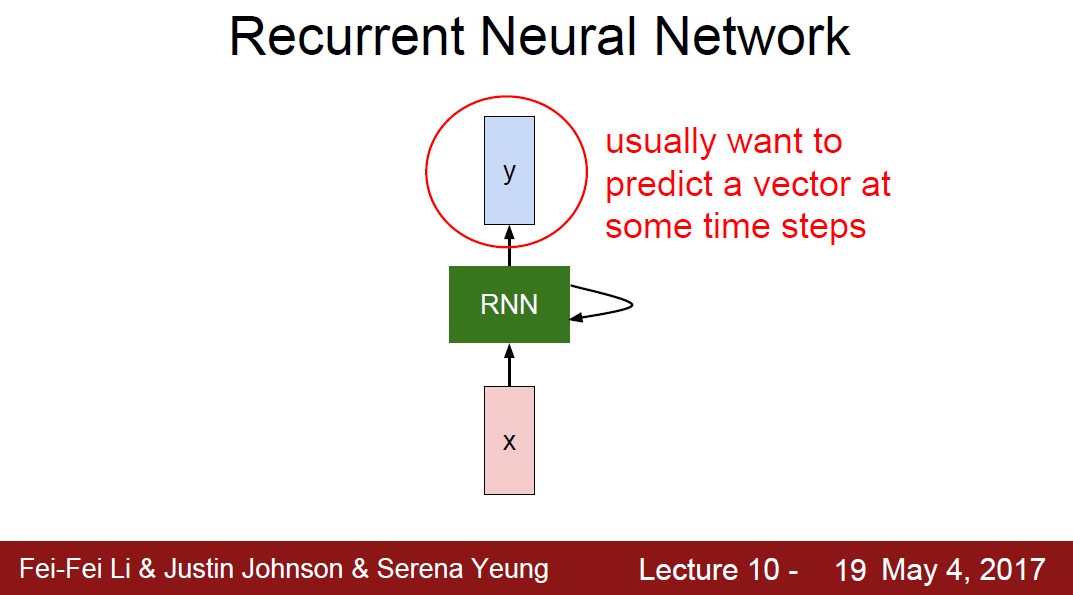 Recurrent Neural Network
y
usually want to
predict a vector at
some time steps
RNN
x
Fei-Fei Li & Justin Johnson & Serena Yeung
Lecture 10 - 19 May 4, 2017